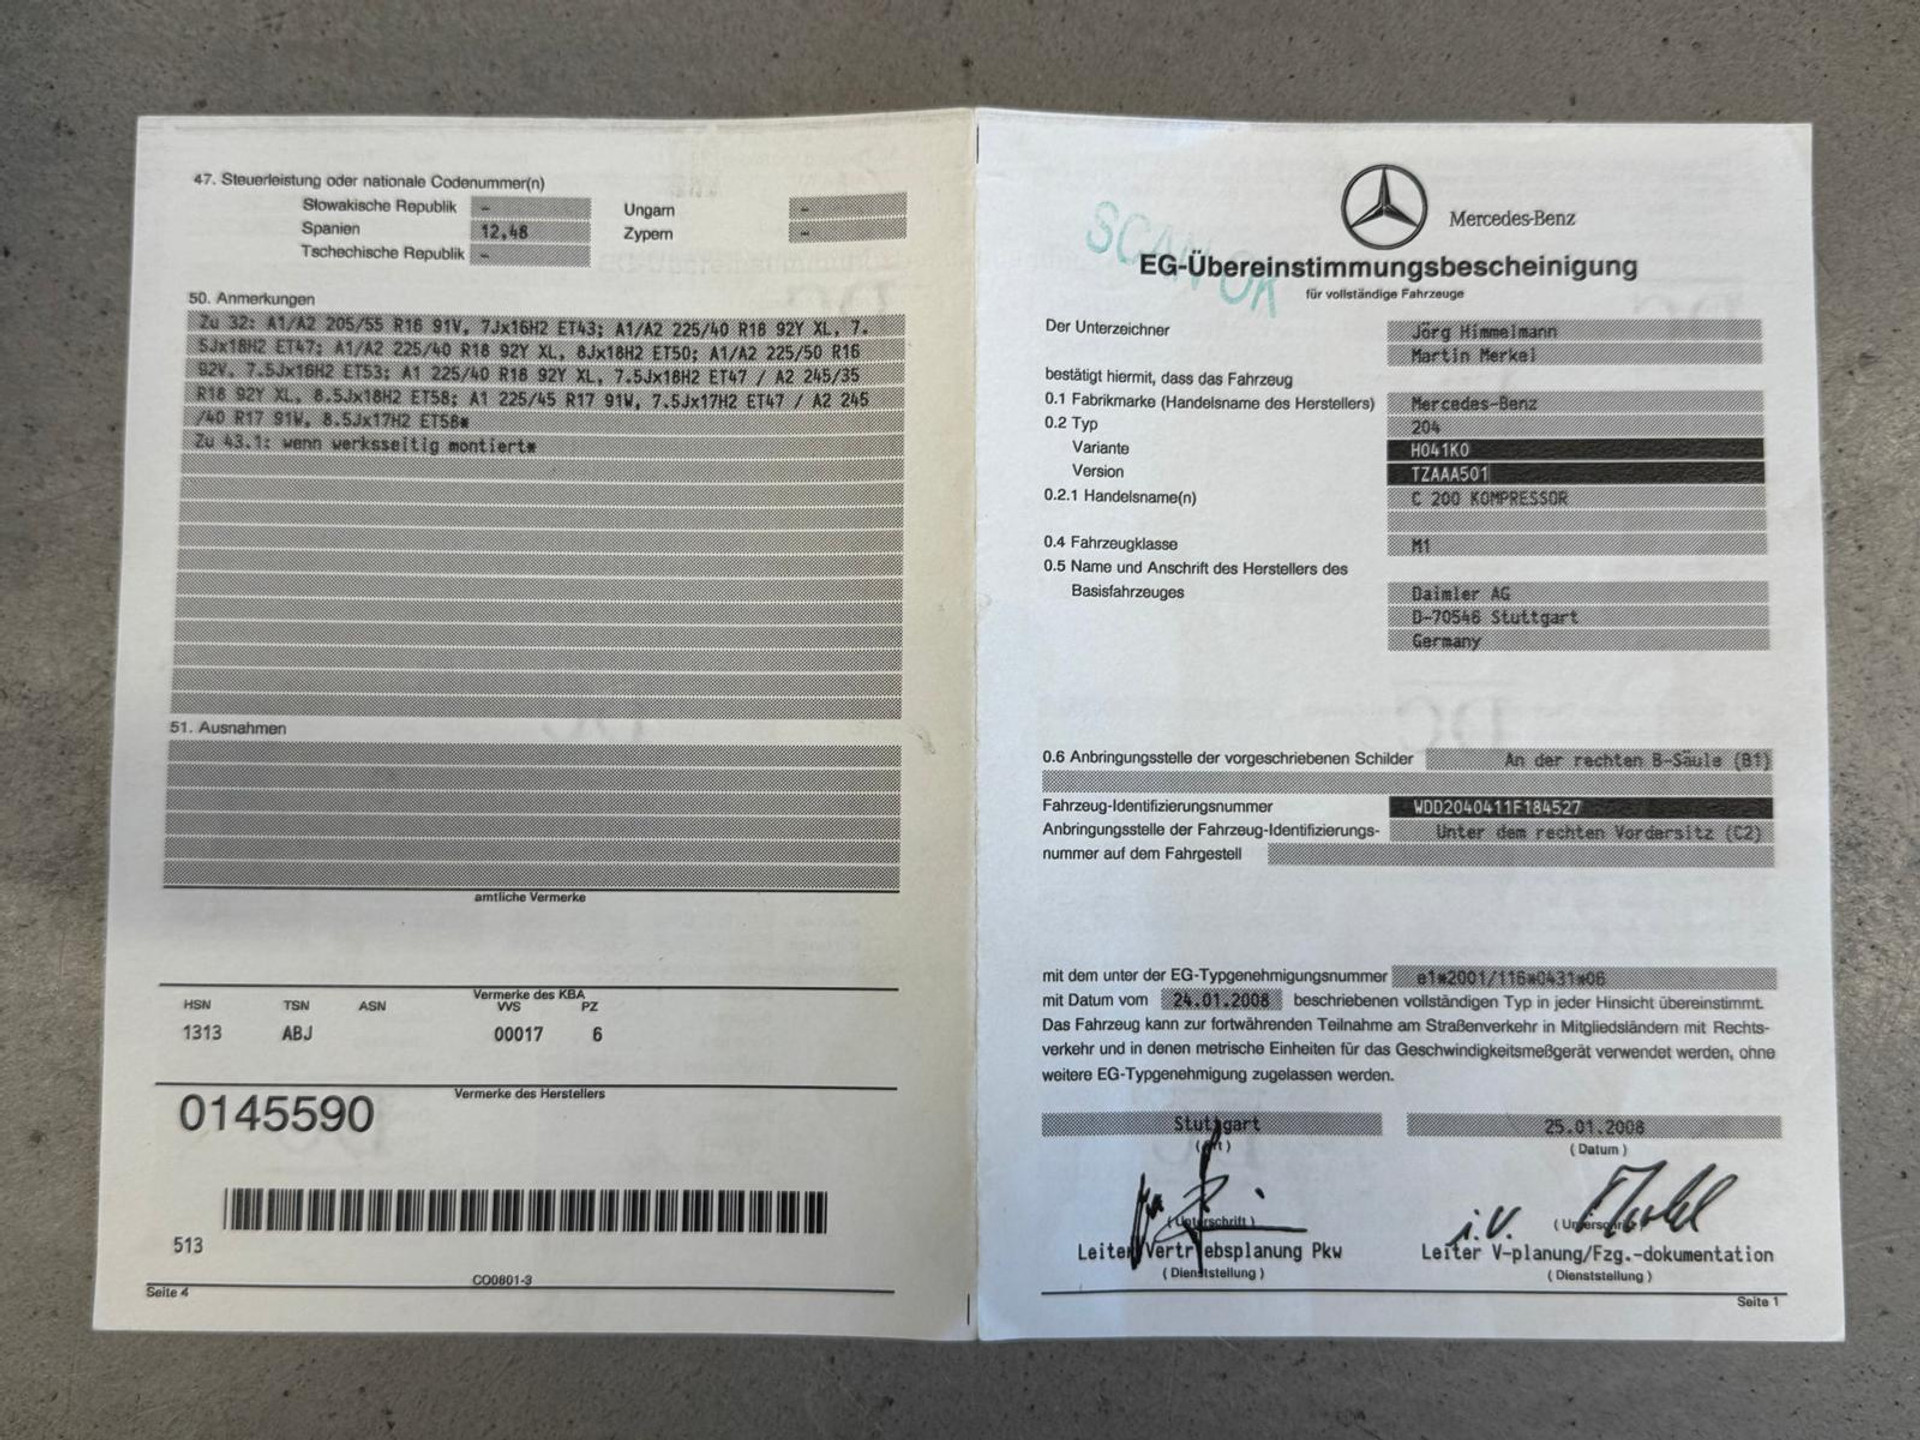 47. Steuerleistung oder nationale Codenummer(n)
Slowakische Republik -
Ungarn -
Spanien 12,48
Zypern -
Tschechische Republik -
50. Anmerkungen
Zu 32: A1/A2 205/55 R16 91V, 7Jx16H2 ET43; A1/A2 225/40 R18 92Y XL, 7.
5Jx18H2 ET47; A1/A2 225/40 R18 92Y XL, 8Jx18H2 ET50; A1/A2 225/50 R16
92V, 7.5Jx16H2 ET53; A1 225/40 R18 92Y XL, 7.5Jx18H2 ET47 / A2 245/35
R18 92Y XL, 8.5Jx18H2 ET58; A1 225/45 R17 91W, 7.5Jx17H2 ET47 / A2 245
/40 R17 91W, 8.5Jx17H2 ET58*
Zu 43.1: wenn werksseitig montiert*
51. Ausnahmen
amtliche Vermerke
Vermerke des KBA
HSN TSN ASN VVS PZ
1313 ABJ 00017 6
Vermerke des Herstellers
0145590
513
CO0801-3
Seite 4
Mercedes-Benz
SCAN OK
EG-Übereinstimmungsbescheinigung
für vollständige Fahrzeuge
Der Unterzeichner Jörg Himmelmann
Martin Merkel
bestätigt hiermit, dass das Fahrzeug
0.1 Fabrikmarke (Handelsname des Herstellers) Mercedes-Benz
0.2 Typ 204
Variante H041K0
Version TZAAA501
0.2.1 Handelsname(n) C 200 KOMPRESSOR
0.4 Fahrzeugklasse M1
0.5 Name und Anschrift des Herstellers des
Basisfahrzeuges Daimler AG
D-70546 Stuttgart
Germany
0.6 Anbringungsstelle der vorgeschriebenen Schilder An der rechten B-Säule (B1)
Fahrzeug-Identifizierungsnummer WDD2040411F184527
Anbringungsstelle der Fahrzeug-Identifizierungs- Unter dem rechten Vordersitz (C2)
nummer auf dem Fahrgestell
mit dem unter der EG-Typgenehmigungsnummer e1*2001/116*0431*06
mit Datum vom 24.01.2008 beschriebenen vollständigen Typ in jeder Hinsicht übereinstimmt.
Das Fahrzeug kann zur fortwährenden Teilnahme am Straßenverkehr in Mitgliedsländern mit Rechts-
verkehr und in denen metrische Einheiten für das Geschwindigkeitsmeßgerät verwendet werden, ohne
weitere EG-Typgenehmigung zugelassen werden.
Stuttgart 25.01.2008
(Ort) (Datum)
i.V. Merkel
(Unterschrift) (Unterschrift)
Leiter Vertriebsplanung Pkw Leiter V-planung/Fzg.-dokumentation
(Dienststellung) (Dienststellung)
Seite 1